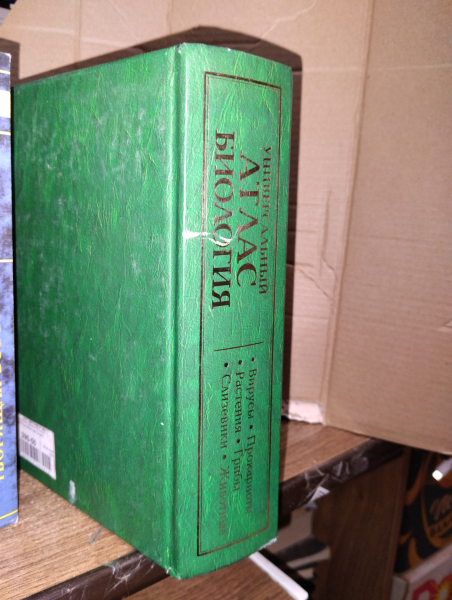 УНИВЕРСАЛЬНЫЙ
АТЛАС
БИОЛОГИЯ
• Вирусы • Прокариоты
• Растения • Грибы
• Слизевики • Животные